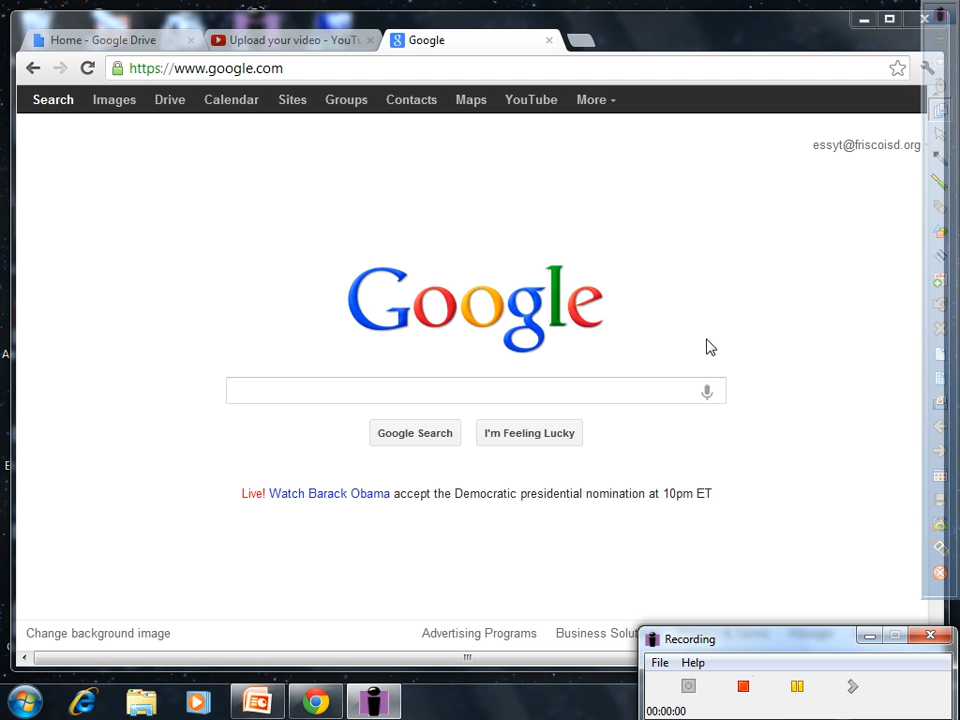 Home - Google Drive
Upload your video - YouTu
Google
https://www.google.com
Search Images Drive Calendar Sites Groups Contacts Maps YouTube More
essyt@friscoisd.org
Google
Google Search
I'm Feeling Lucky
Live! Watch Barack Obama accept the Democratic presidential nomination at 10pm ET
Change background image
Advertising Programs
Business Solut
Recording
File Help
00:00:00